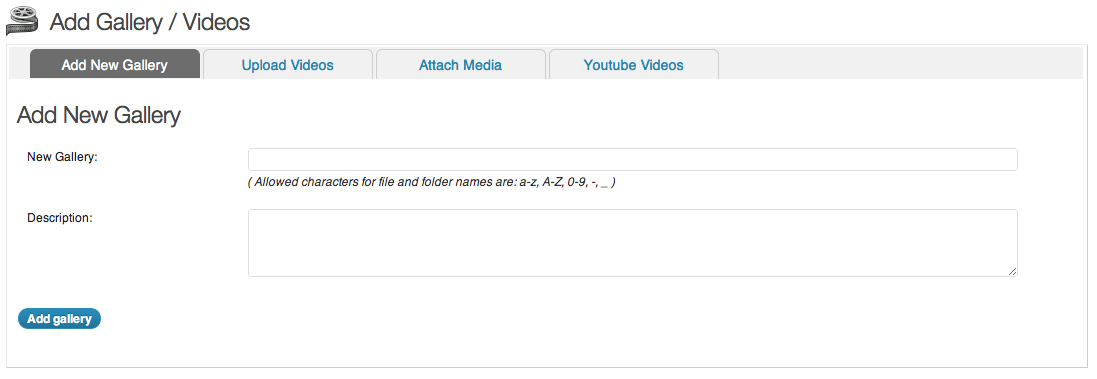 Add Gallery / Videos
Add New Gallery Upload Videos Attach Media Youtube Videos
Add New Gallery
New Gallery:
( Allowed characters for file and folder names are: a-z, A-Z, 0-9, -, _ )
Description:
Add gallery